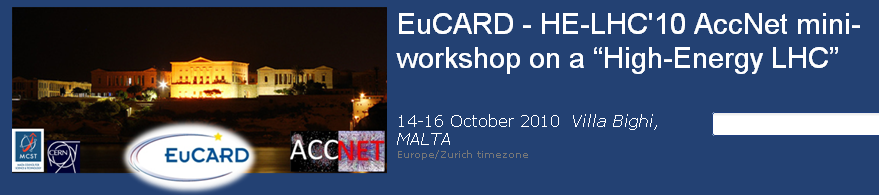 EuCARD - HE-LHC'10 AccNet mini-
workshop on a “High-Energy LHC”
14-16 October 2010 Villa Bighi,
MALTA
Europe/Zurich timezone
MCST
CERN
EuCARD
ACCNET